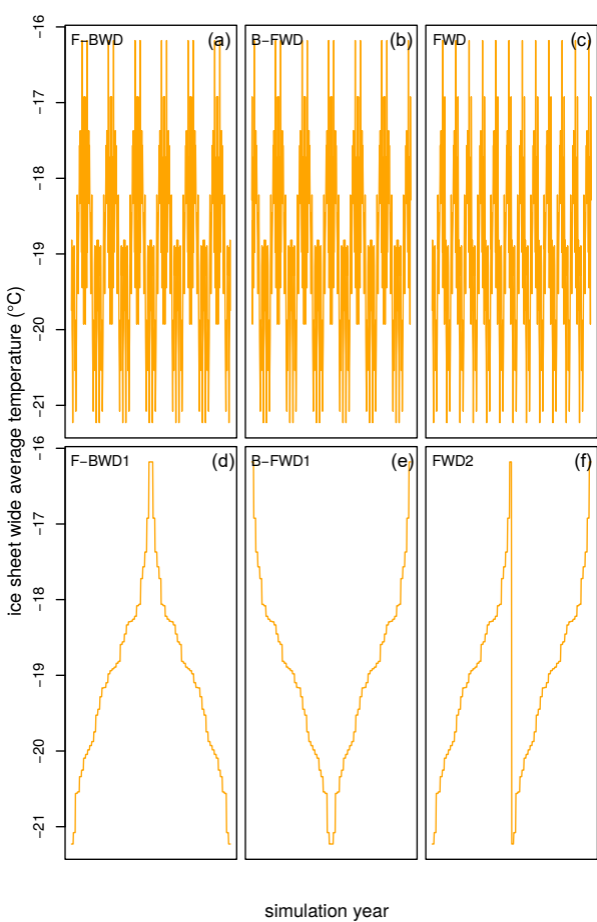 F−BWD (a)
B−FWD (b)
FWD (c)
−16
−17
−18
−19
−20
−21
F−BWD1 (d)
B−FWD1 (e)
FWD2 (f)
−16
−17
−18
−19
−20
−21
ice sheet wide average temperature (°C)
simulation year